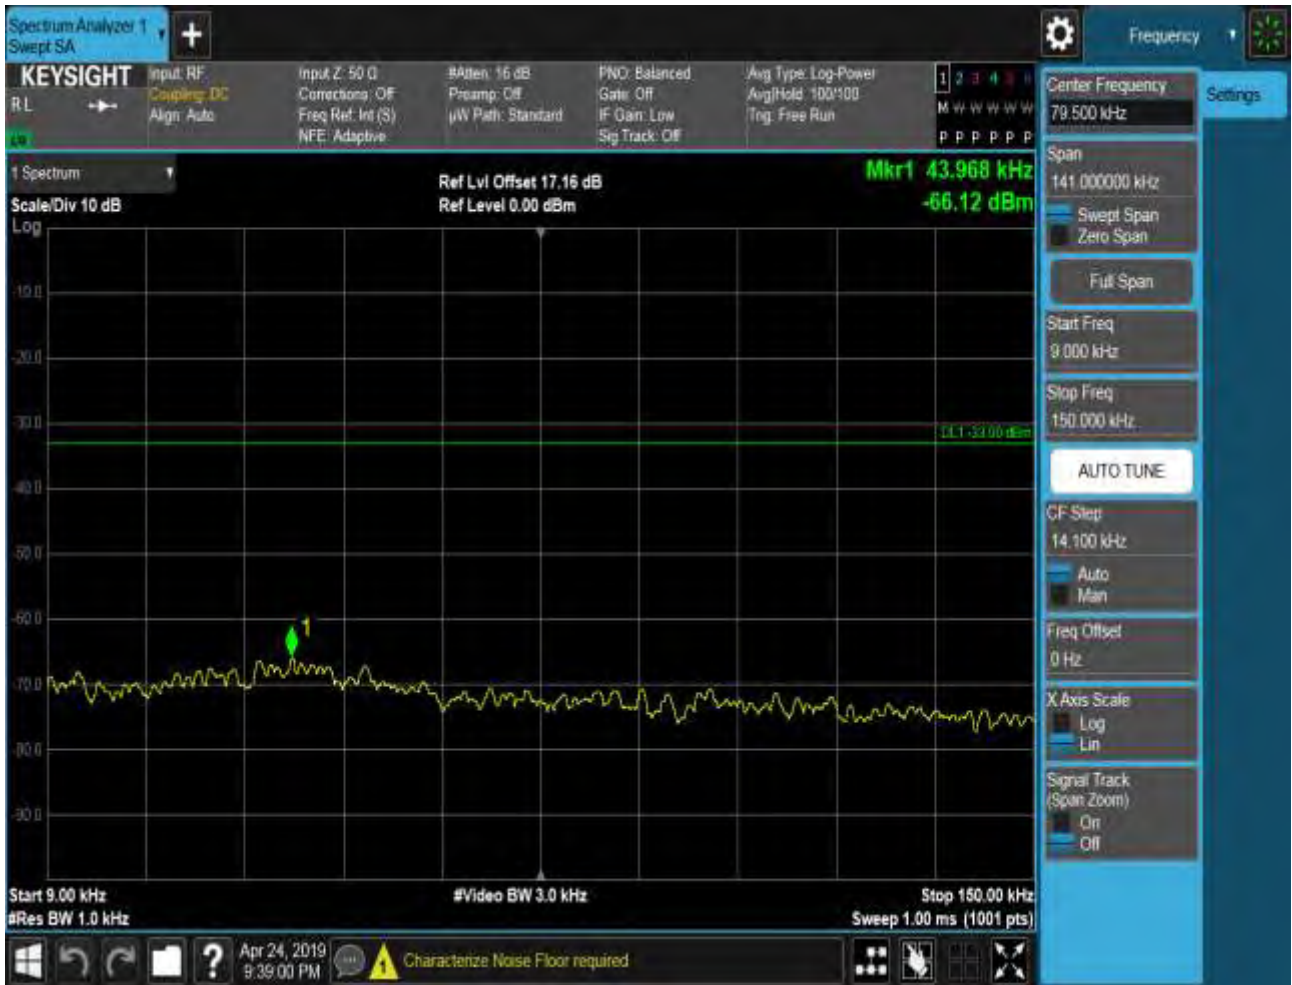 Spectrum Analyzer 1
Swept SA
+
Frequency
KEYSIGHT
RL
Input: RF
Coupling: DC
Align: Auto
Input Z: 50 Ω
Corrections: Off
Freq Ref: Int (S)
NFE: Adaptive
#Atten: 16 dB
Preamp: Off
µW Path: Standard
PNO: Balanced
Gate: Off
IF Gain: Low
Sig Track: Off
Avg Type: Log-Power
Avg|Hold: 100/100
Trig: Free Run
1 2 3 4 5 6
M W W W W W
P P P P P P
1 Spectrum
Scale/Div 10 dB
Log
Ref Lvl Offset 17.16 dB
Ref Level 0.00 dBm
Mkr1 43.968 kHz
-66.12 dBm
-10.0
-20.0
-30.0
DL1 -33.00 dBm
-40.0
-50.0
-60.0
1
-70.0
-80.0
-90.0
Start 9.00 kHz
#Video BW 3.0 kHz
Stop 150.00 kHz
#Res BW 1.0 kHz
Sweep 1.00 ms (1001 pts)
Center Frequency
79.500 kHz
Settings
Span
141.000000 kHz
Swept Span
Zero Span
Full Span
Start Freq
9.000 kHz
Stop Freq
150.000 kHz
AUTO TUNE
CF Step
14.100 kHz
Auto
Man
Freq Offset
0 Hz
X Axis Scale
Log
Lin
Signal Track
(Span Zoom)
On
Off
?
Apr 24, 2019
9:39:00 PM
1
Characterize Noise Floor required